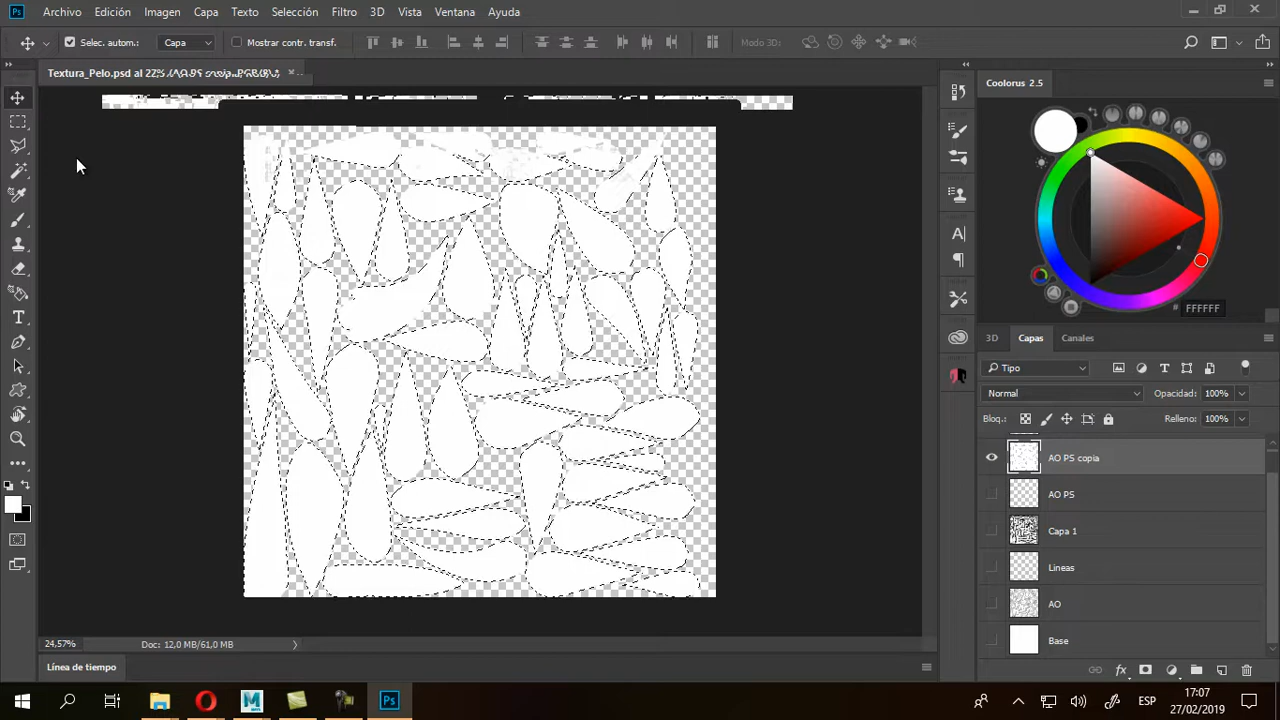 Ps Archivo Edición Imagen Capa Texto Selección Filtro 3D Vista Ventana Ayuda
Selec. autom.: Capa Mostrar contr. transf. Modo 3D:
Textura_Pelo.psd al
Coolorus 2.5
# FFFFFF
3D Capas Canales
Tipo
Normal Opacidad: 100%
Bloq.: Relleno: 100%
AO PS copia
AO PS
Capa 1
Lineas
AO
Base
24,57% Doc: 12,0 MB/61,0 MB
Línea de tiempo
ESP 17:07
27/02/2019